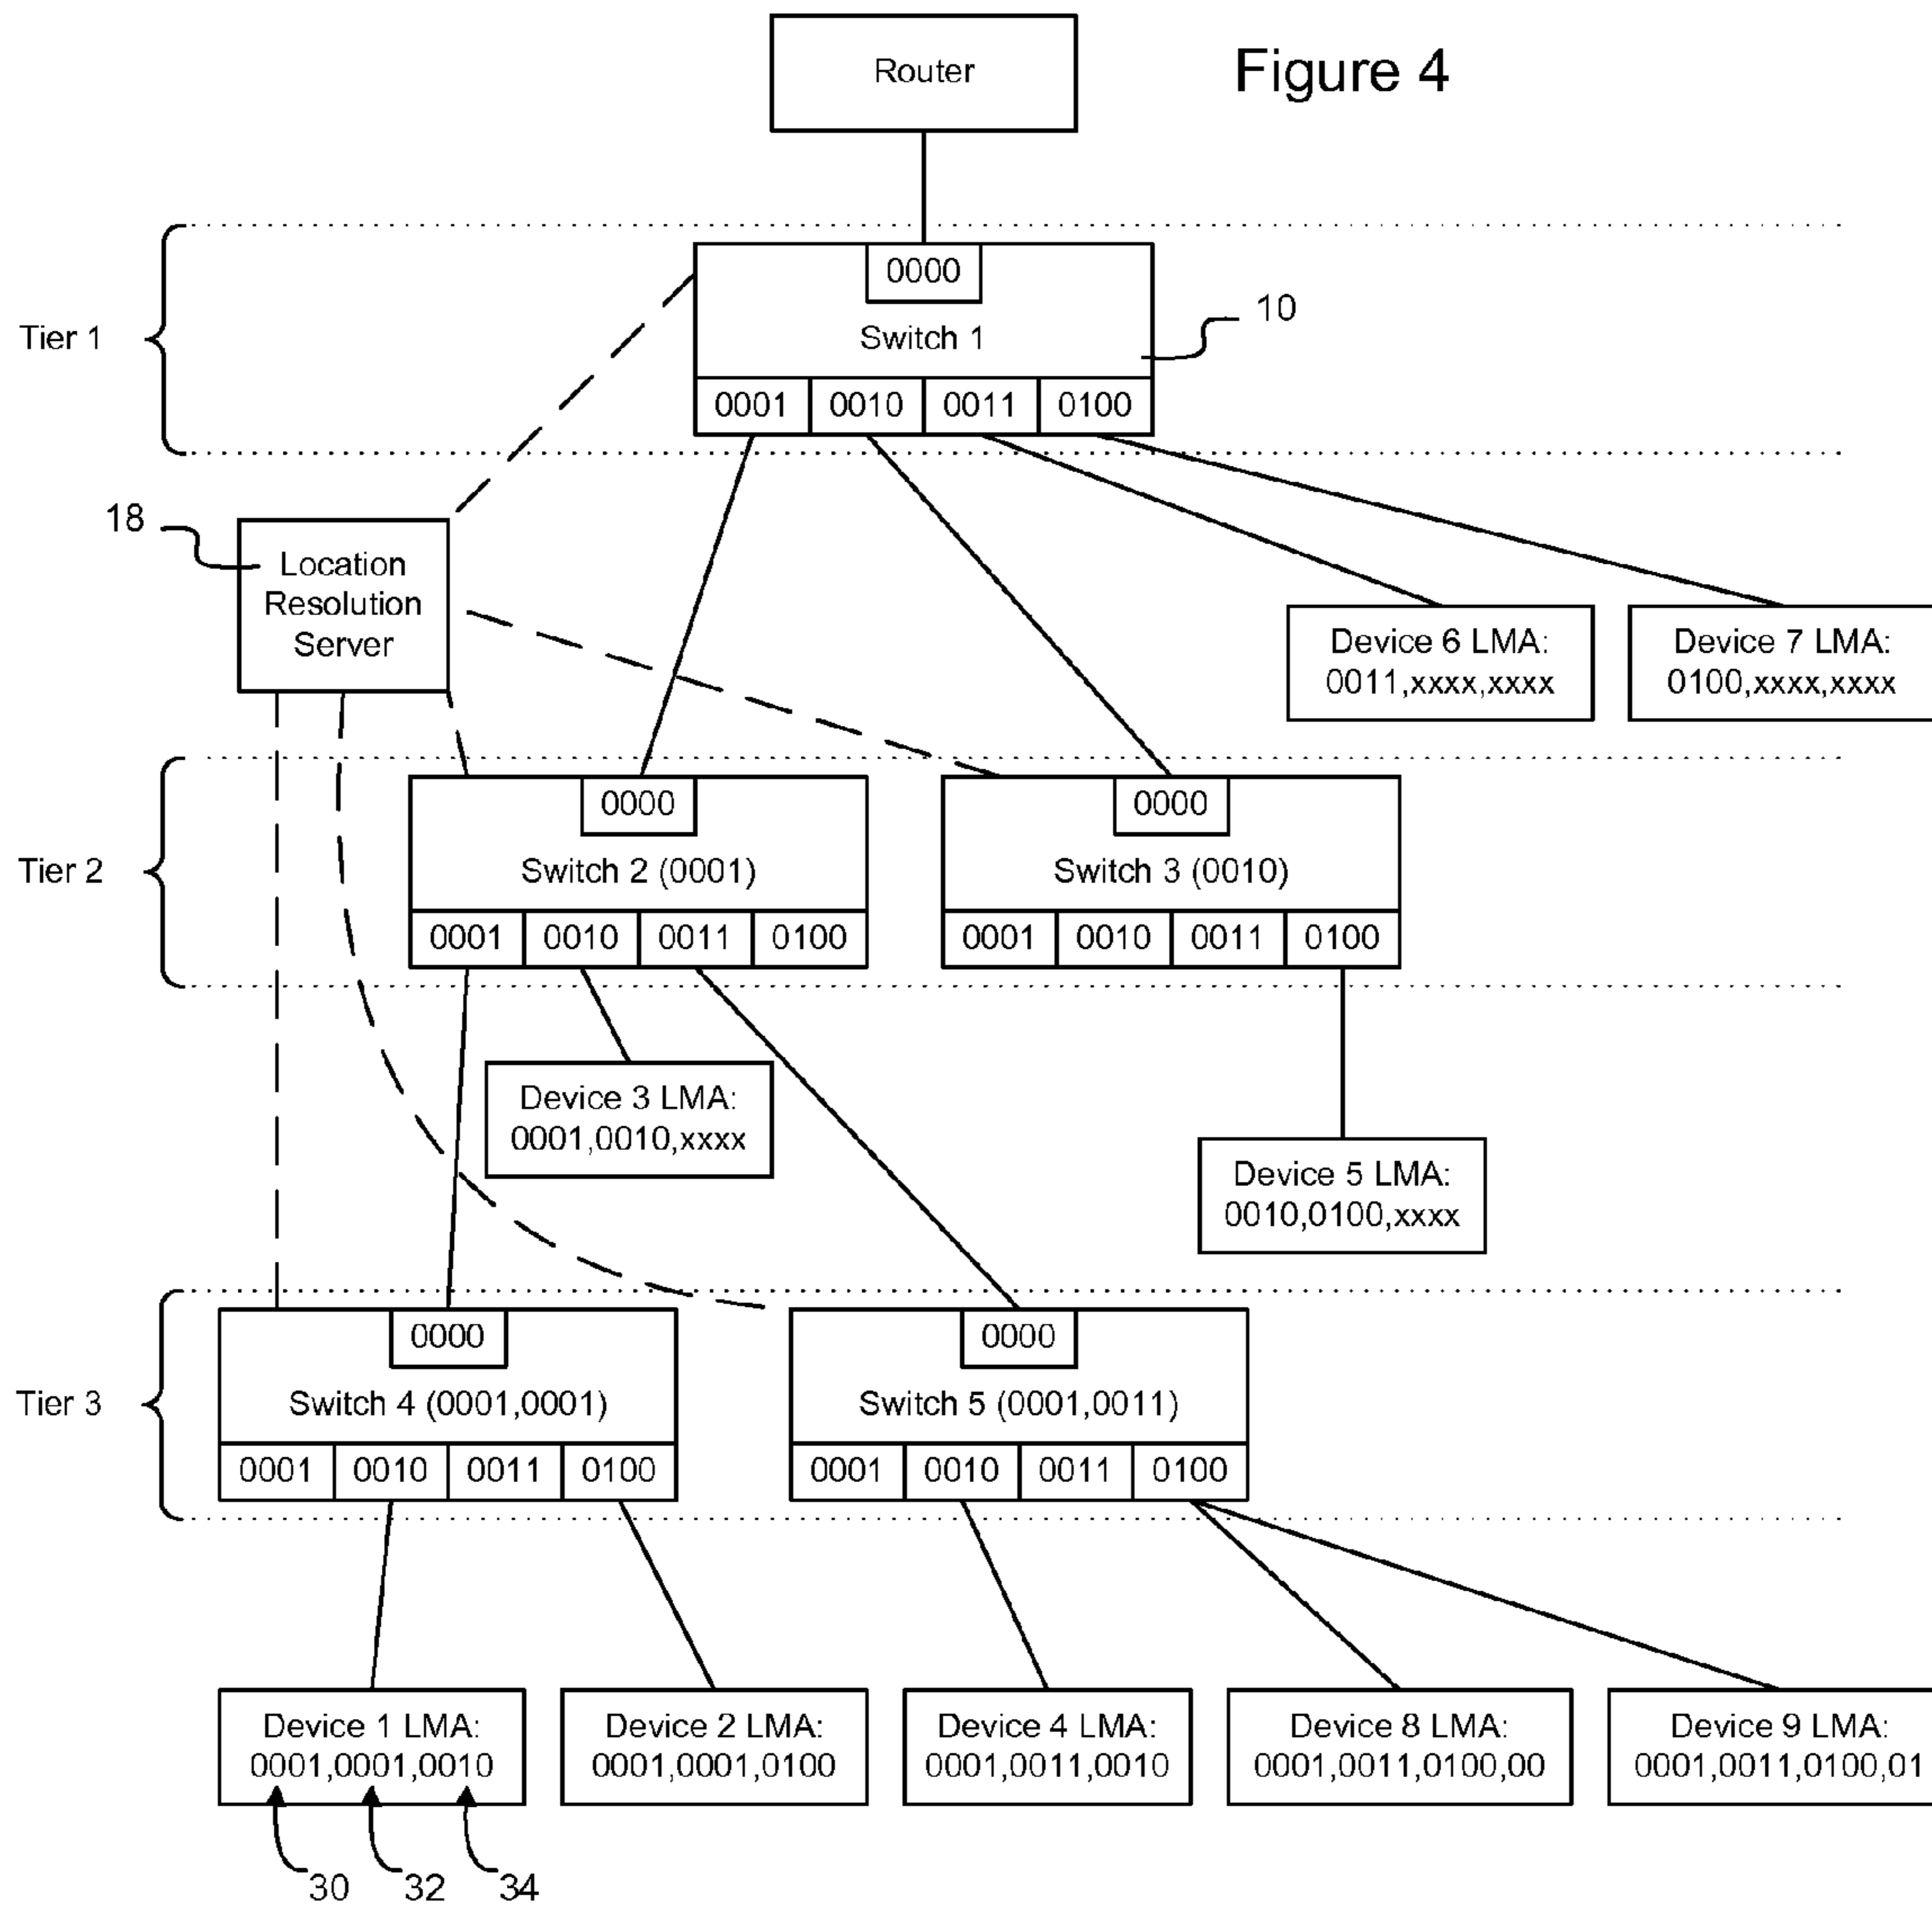 Router
Figure 4
0000
Tier 1
Switch 1
10
0001 0010 0011 0100
18
Location
Resolution
Server
Device 6 LMA:
0011,xxxx,xxxx
Device 7 LMA:
0100,xxxx,xxxx
0000
0000
Tier 2
Switch 2 (0001)
Switch 3 (0010)
0001 0010 0011 0100
0001 0010 0011 0100
Device 3 LMA:
0001,0010,xxxx
Device 5 LMA:
0010,0100,xxxx
0000
0000
Tier 3
Switch 4 (0001,0001)
Switch 5 (0001,0011)
0001 0010 0011 0100
0001 0010 0011 0100
Device 1 LMA:
0001,0001,0010
Device 2 LMA:
0001,0001,0100
Device 4 LMA:
0001,0011,0010
Device 8 LMA:
0001,0011,0100,00
Device 9 LMA:
0001,0011,0100,01
30
32
34